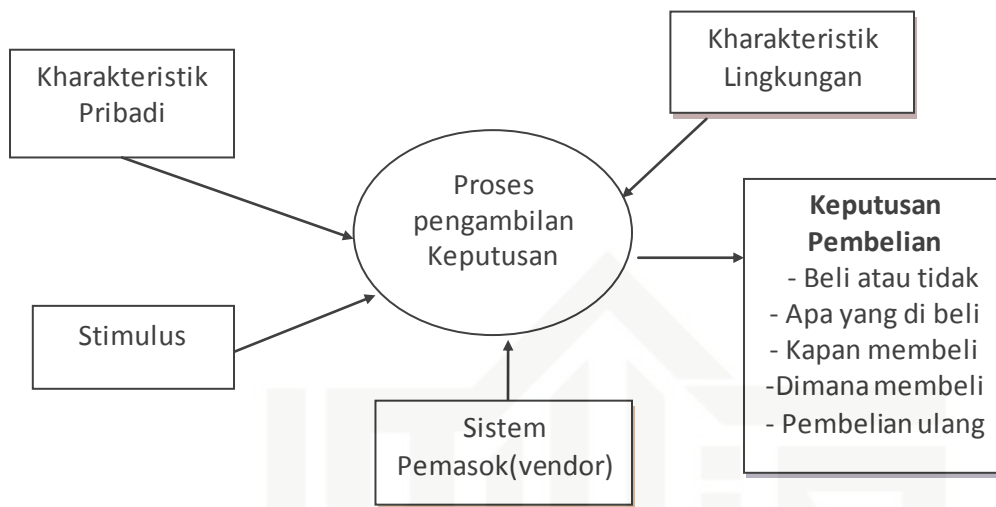 Kharakteristik
Pribadi
Kharakteristik
Lingkungan
Proses
pengambilan
Keputusan
Stimulus
Sistem
Pemasok(vendor)
Keputusan
Pembelian
- Beli atau tidak
- Apa yang di beli
- Kapan membeli
-Dimana membeli
- Pembelian ulang